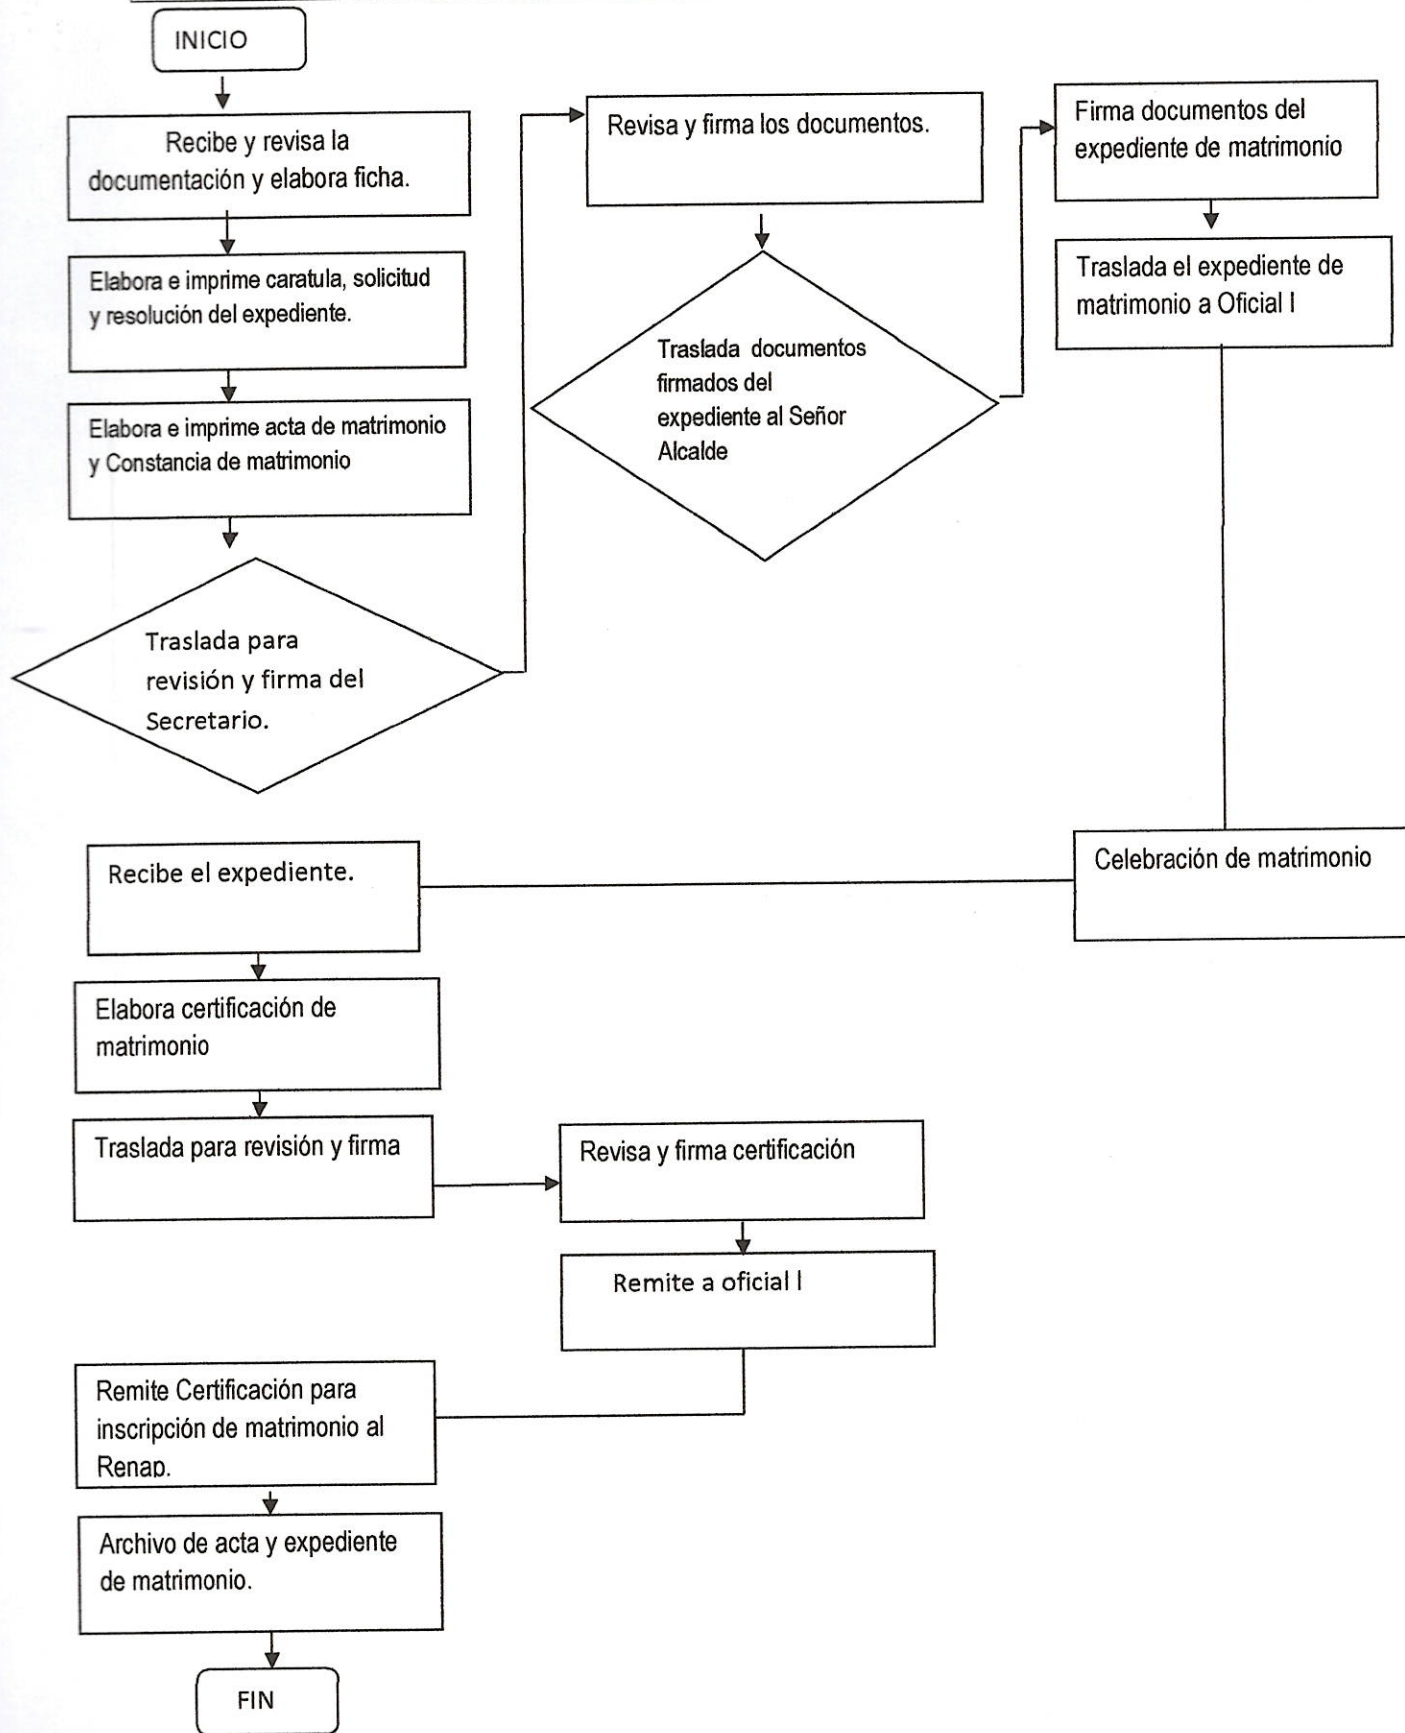 INICIO
Recibe y revisa la
documentación y elabora ficha.
Elabora e imprime caratula, solicitud
y resolución del expediente.
Elabora e imprime acta de matrimonio
y Constancia de matrimonio
Traslada para
revisión y firma del
Secretario.
Revisa y firma los documentos.
Traslada documentos
firmados del
expediente al Señor
Alcalde
Firma documentos del
expediente de matrimonio
Traslada el expediente de
matrimonio a Oficial I
Celebración de matrimonio
Recibe el expediente.
Elabora certificación de
matrimonio
Traslada para revisión y firma
Revisa y firma certificación
Remite a oficial I
Remite Certificación para
inscripción de matrimonio al
Renap.
Archivo de acta y expediente
de matrimonio.
FIN